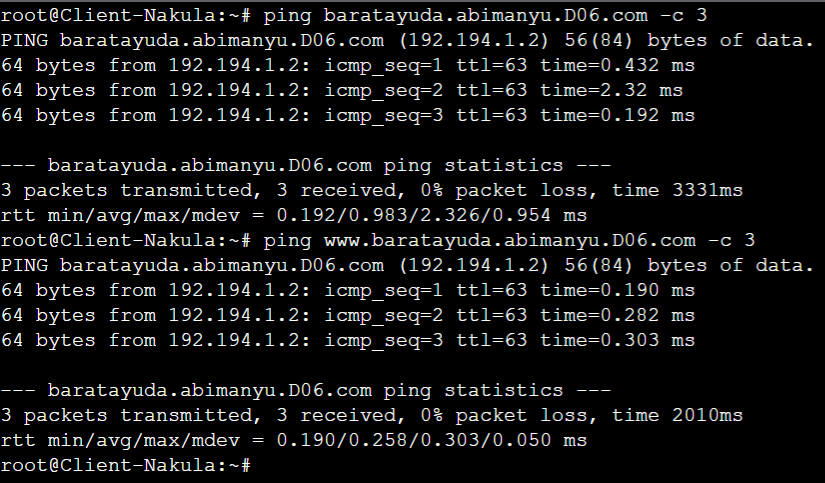 root@Client-Nakula:~# ping baratayuda.abimanyu.D06.com -c 3
PING baratayuda.abimanyu.D06.com (192.194.1.2) 56(84) bytes of data.
64 bytes from 192.194.1.2: icmp_seq=1 ttl=63 time=0.432 ms
64 bytes from 192.194.1.2: icmp_seq=2 ttl=63 time=2.32 ms
64 bytes from 192.194.1.2: icmp_seq=3 ttl=63 time=0.192 ms

--- baratayuda.abimanyu.D06.com ping statistics ---
3 packets transmitted, 3 received, 0% packet loss, time 3331ms
rtt min/avg/max/mdev = 0.192/0.983/2.326/0.954 ms
root@Client-Nakula:~# ping www.baratayuda.abimanyu.D06.com -c 3
PING baratayuda.abimanyu.D06.com (192.194.1.2) 56(84) bytes of data.
64 bytes from 192.194.1.2: icmp_seq=1 ttl=63 time=0.190 ms
64 bytes from 192.194.1.2: icmp_seq=2 ttl=63 time=0.282 ms
64 bytes from 192.194.1.2: icmp_seq=3 ttl=63 time=0.303 ms

--- baratayuda.abimanyu.D06.com ping statistics ---
3 packets transmitted, 3 received, 0% packet loss, time 2010ms
rtt min/avg/max/mdev = 0.190/0.258/0.303/0.050 ms
root@Client-Nakula:~#